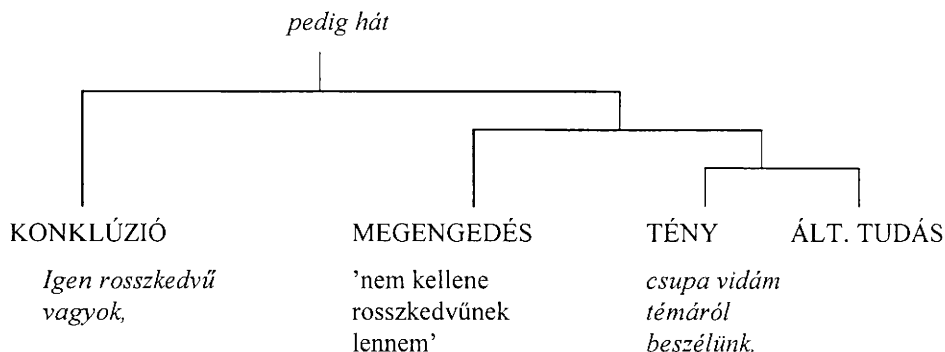 pedig hát
KONKLÚZIÓ MEGENGEDÉS TÉNY ÁLT. TUDÁS
Igen rosszkedvű
vagyok,
'nem kellene
rosszkedvűnek
lennem'
csupa vidám
témáról
beszélünk.